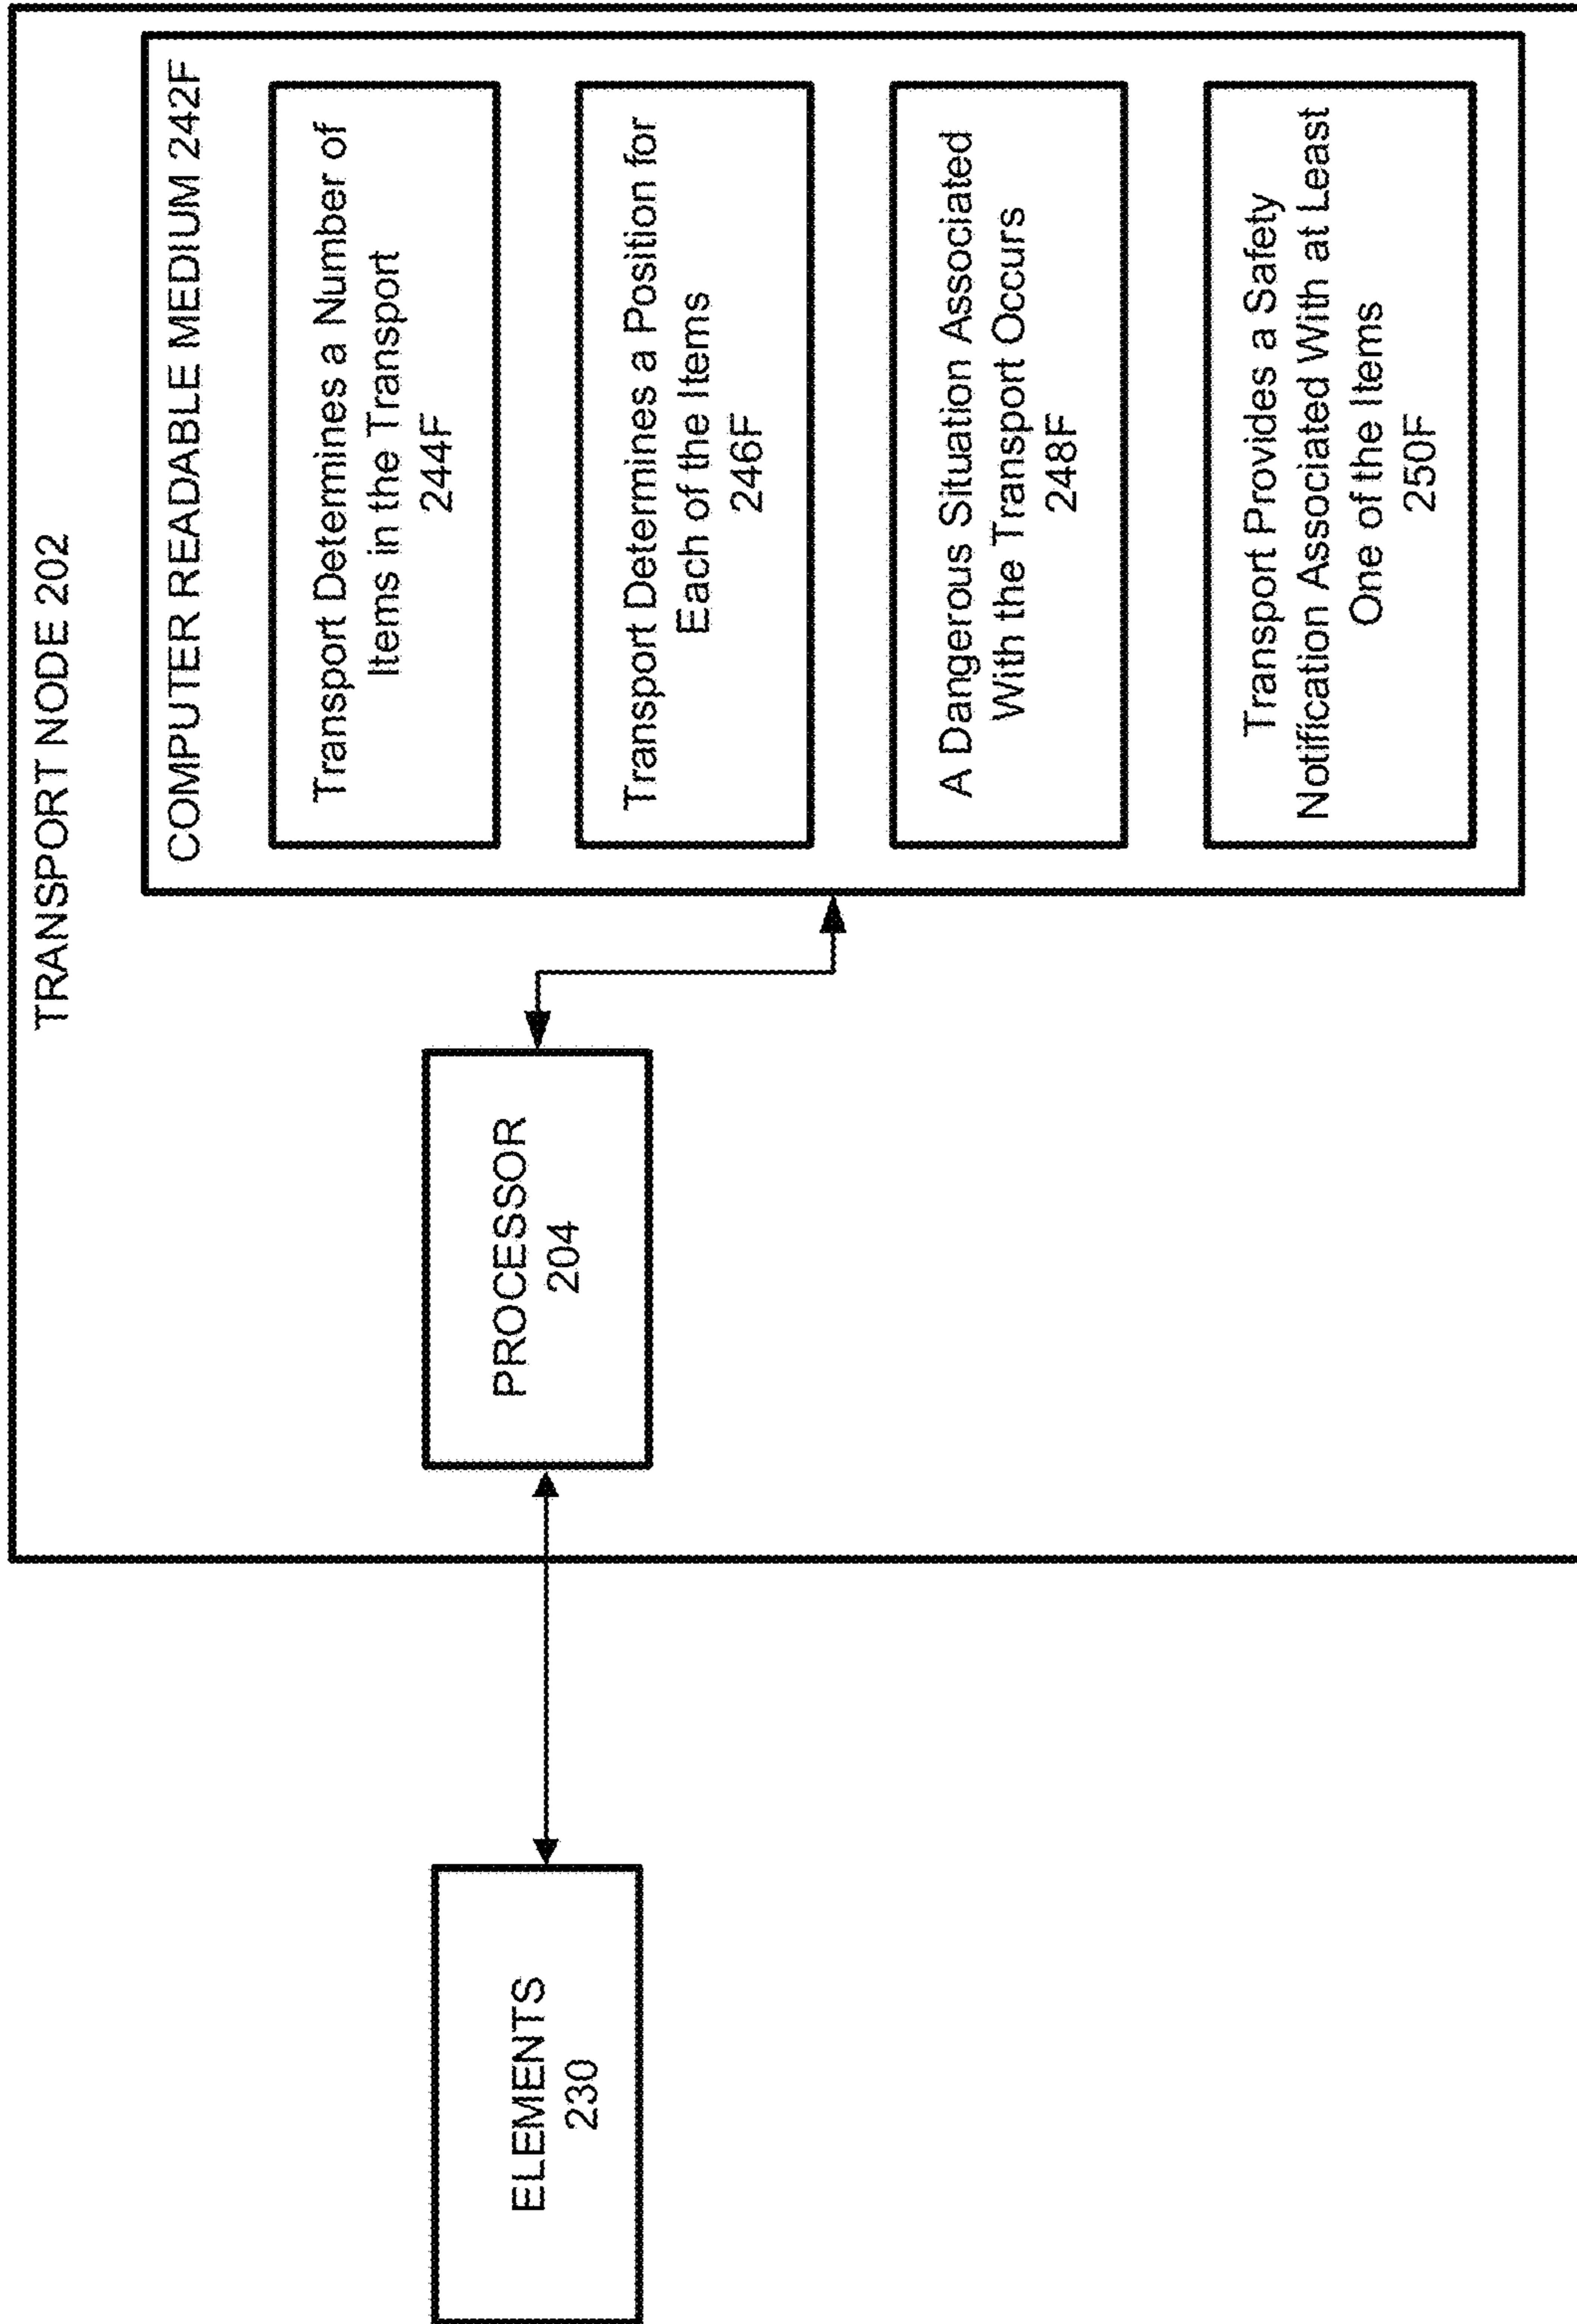 TRANSPORT NODE 202
COMPUTER READABLE MEDIUM 242F
Transport Determines a Number of
Items in the Transport
244F
Transport Determines a Position for
Each of the Items
246F
A Dangerous Situation Associated
With the Transport Occurs
248F
Transport Provides a Safety
Notification Associated With at Least
One of the Items
250F
PROCESSOR
204
ELEMENTS
230